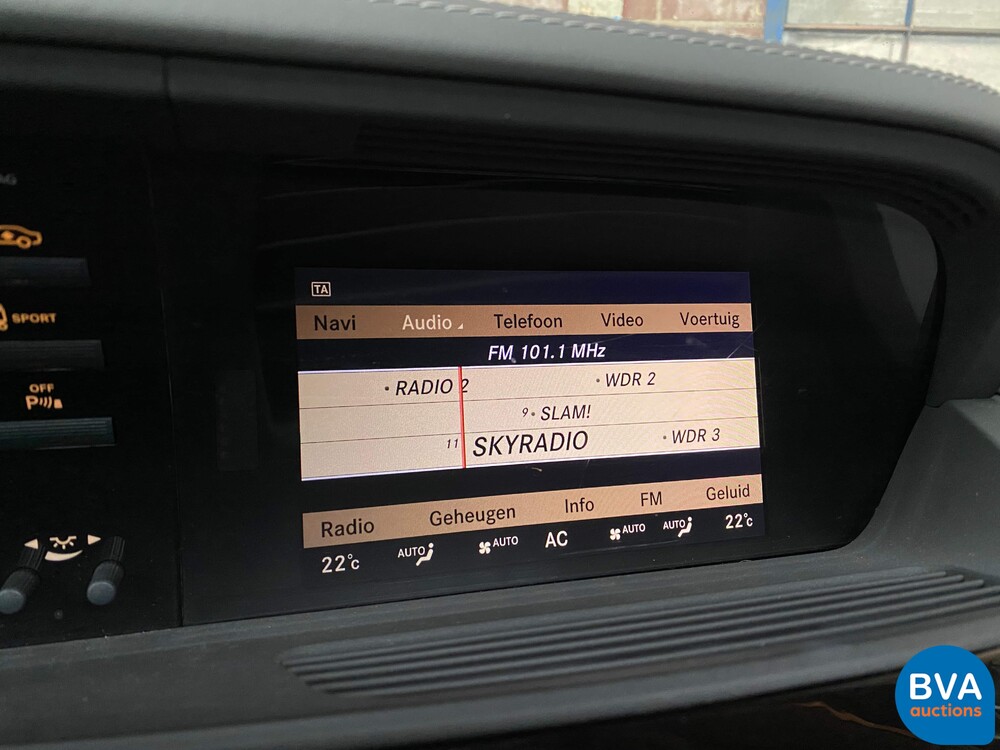 SPORT
OFF
P
TA
Navi Audio Telefoon Video Voertuig
FM 101.1 MHz
RADIO 2 WDR 2
9 SLAM!
11 SKYRADIO WDR 3
Radio Geheugen Info FM Geluid
22°C AUTO AUTO AC AUTO AUTO 22°C
BVA
auctions